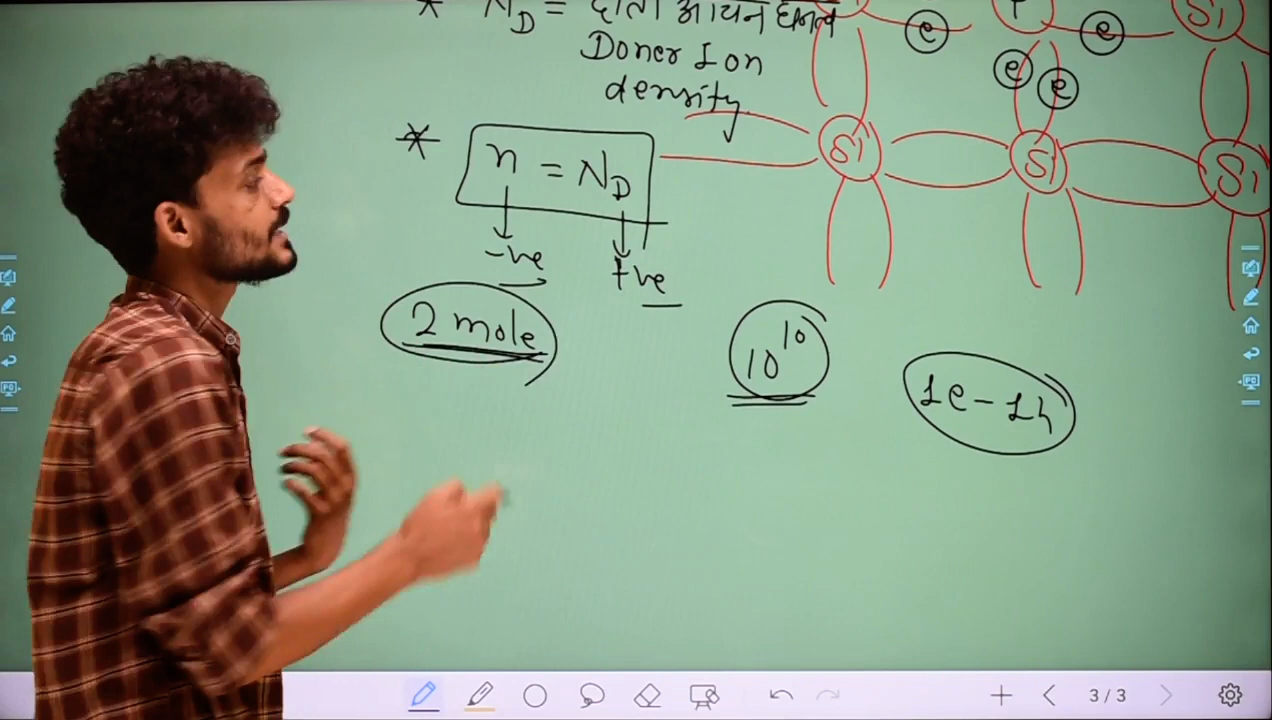 * N_D = दाता आयन घनत्व
Doner Ion
density
* n = N_D
-ve +ve
2 mole
10^10
1e-1h
e e
e e
P Si
Si Si Si
3/3